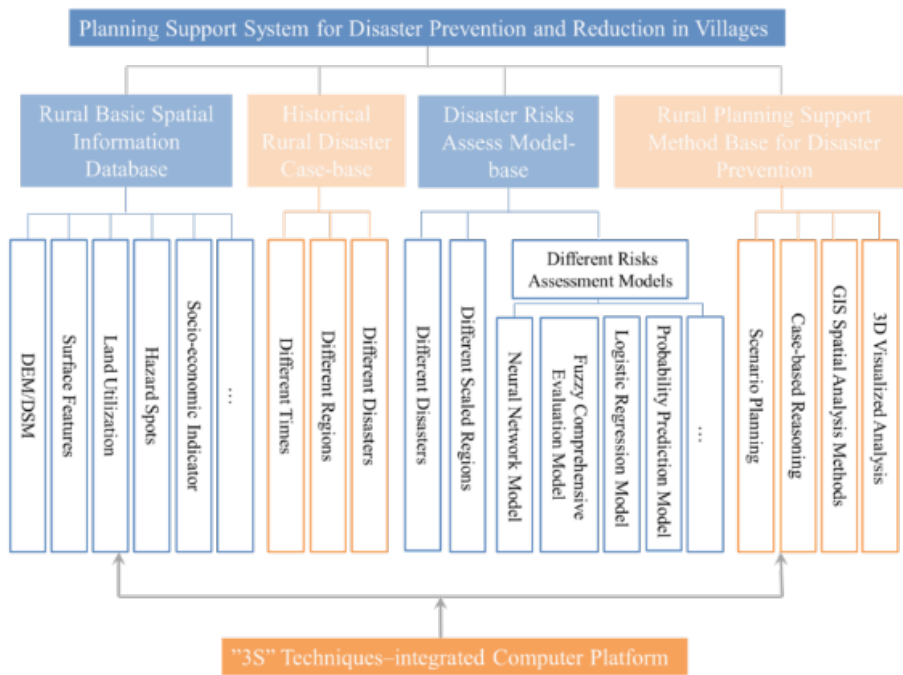 Planning Support System for Disaster Prevention and Reduction in Villages
Rural Basic Spatial
Information
Database
Historical
Rural Disaster
Case-base
Disaster Risks
Assess Model-
base
Rural Planning Support
Method Base for Disaster
Prevention
DEM/DSM
Surface Features
Land Utilization
Hazard Spots
Socio-economic Indicator
...
Different Times
Different Regions
Different Disasters
Different Disasters
Different Scaled Regions
Different Risks
Assessment Models
Neural Network Model
Fuzzy Comprehensive
Evaluation Model
Logistic Regression Model
Probability Prediction Model
...
Scenario Planning
Case-based Reasoning
GIS Spatial Analysis Methods
3D Visualized Analysis
”3S” Techniques–integrated Computer Platform